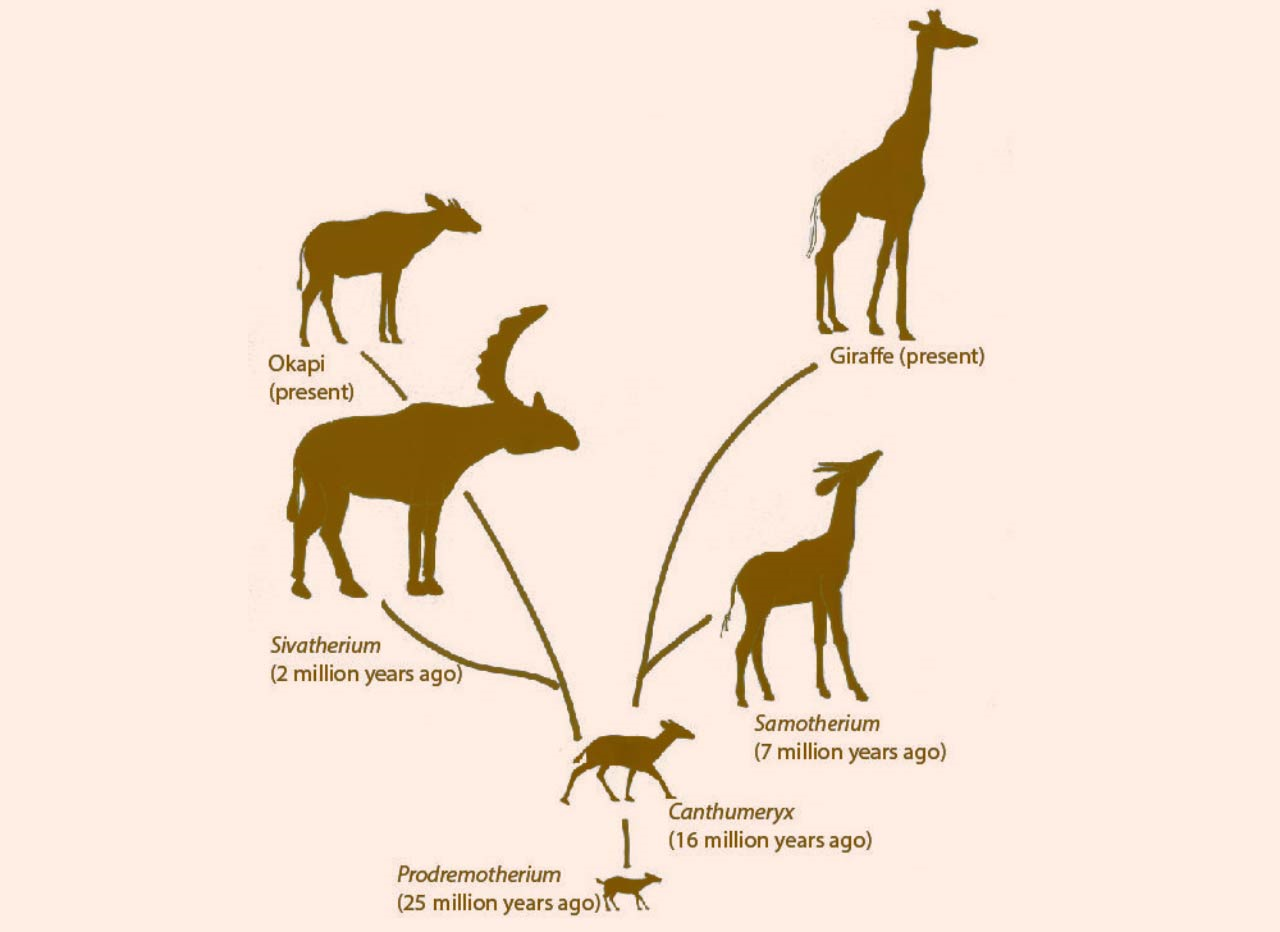 Okapi
(present)
Giraffe (present)
Sivatherium
(2 million years ago)
Samotherium
(7 million years ago)
Canthumeryx
(16 million years ago)
Prodremotherium
(25 million years ago)